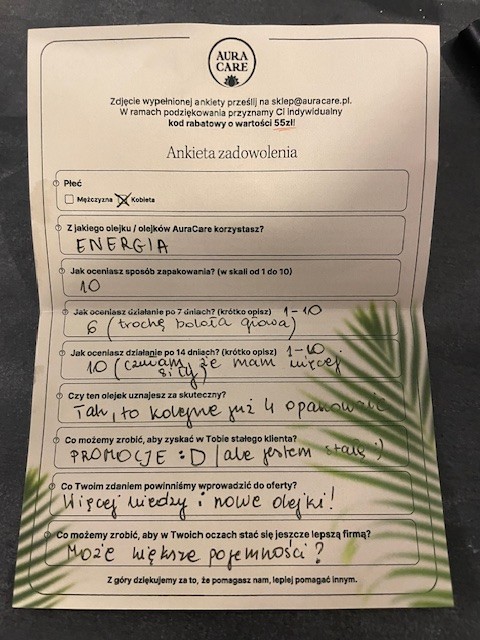 AURA
CARE
Zdjęcie wypełnionej ankiety prześlij na sklep@auracare.pl.
W ramach podziękowania przyznamy Ci indywidualny
kod rabatowy o wartości 55zł!
Ankieta zadowolenia
Płeć
Mężczyzna Kobieta
Z jakiego olejku / olejków AuraCare korzystasz?
ENERGIA
Jak oceniasz sposób zapakowania? (w skali od 1 do 10)
10
Jak oceniasz działanie po 7 dniach? (krótko opisz) 1-10
6 (trochę bolała głowa)
Jak oceniasz działanie po 14 dniach? (krótko opisz) 1-10
10 (czuwam, że mam więcej
siły)
Czy ten olejek uznajesz za skuteczny?
Tak, to kolejne już 4 opakowanie
Co możemy zrobić, aby zyskać w Tobie stałego klienta?
PROMOCJE :D (ale jestem stała :)
Co Twoim zdaniem powinniśmy wprowadzić do oferty?
Więcej wiedzy i nowe olejki!
Co możemy zrobić, aby w Twoich oczach stać się jeszcze lepszą firmą?
Może większe pojemności?
Z góry dziękujemy za to, że pomagasz nam, lepiej pomagać innym.